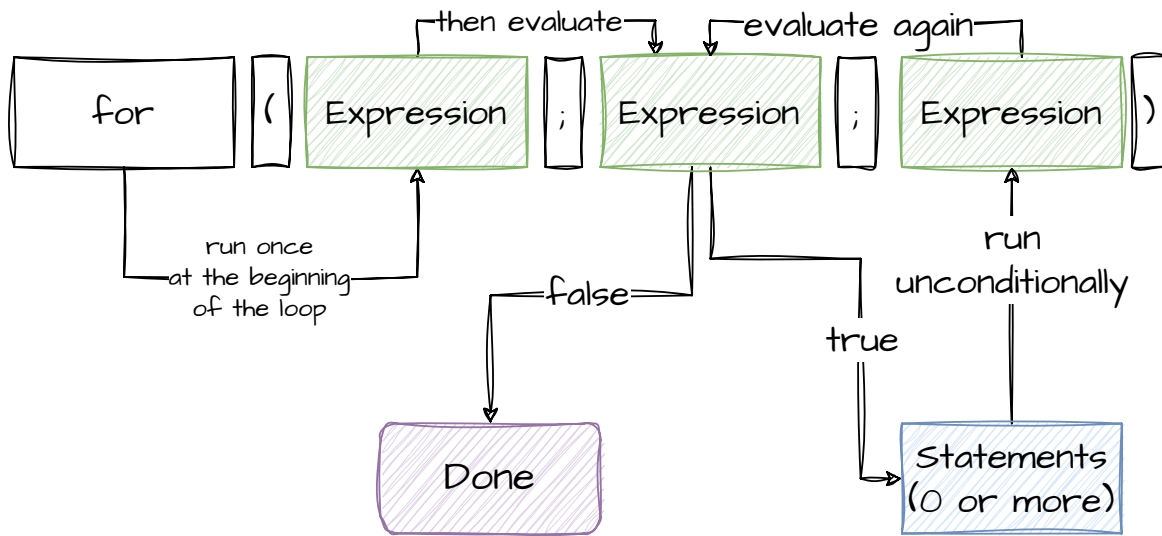 then evaluate
evaluate again
for ( Expression ; Expression ; Expression )
run once
at the beginning
of the loop
run
unconditionally
false
true
Done
Statements
(0 or more)